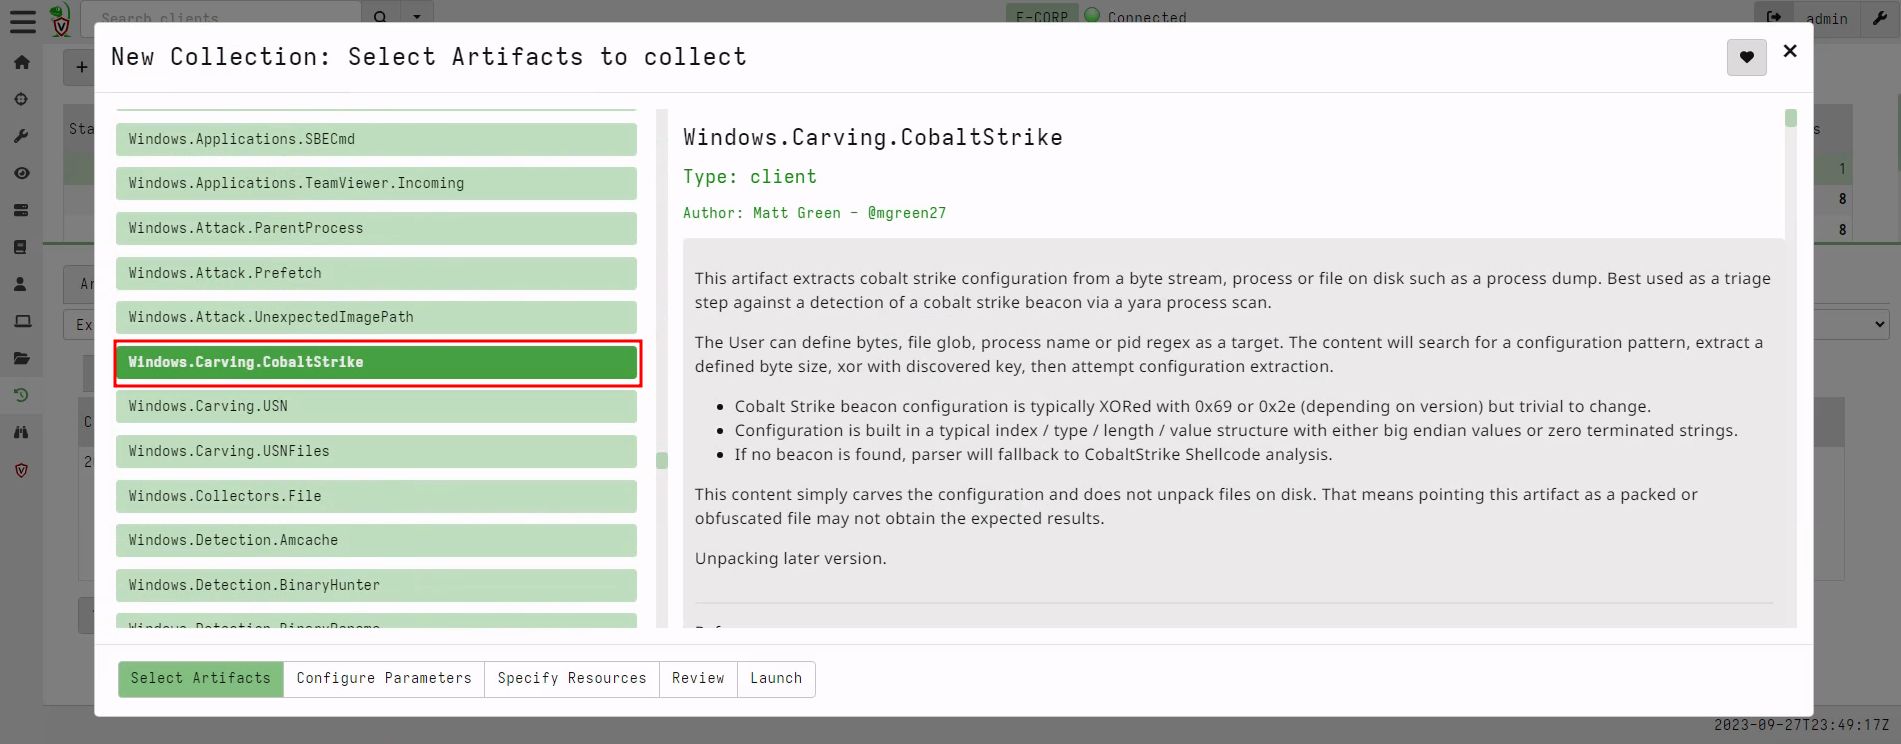 Search clients
E-CORP
Connected
admin
New Collection: Select Artifacts to collect
Sta
s
1
8
8
Ar
Ex
C
2
Windows.Applications.SBECmd
Windows.Applications.TeamViewer.Incoming
Windows.Attack.ParentProcess
Windows.Attack.Prefetch
Windows.Attack.UnexpectedImagePath
Windows.Carving.CobaltStrike
Windows.Carving.USN
Windows.Carving.USNFiles
Windows.Collectors.File
Windows.Detection.Amcache
Windows.Detection.BinaryHunter
Windows.Detection.BinaryRename
Windows.Carving.CobaltStrike
Type: client
Author: Matt Green - @mgreen27
This artifact extracts cobalt strike configuration from a byte stream, process or file on disk such as a process dump. Best used as a triage
step against a detection of a cobalt strike beacon via a yara process scan.
The User can define bytes, file glob, process name or pid regex as a target. The content will search for a configuration pattern, extract a
defined byte size, xor with discovered key, then attempt configuration extraction.
• Cobalt Strike beacon configuration is typically XORed with 0x69 or 0x2e (depending on version) but trivial to change.
• Configuration is built in a typical index / type / length / value structure with either big endian values or zero terminated strings.
• If no beacon is found, parser will fallback to CobaltStrike Shellcode analysis.
This content simply carves the configuration and does not unpack files on disk. That means pointing this artifact as a packed or
obfuscated file may not obtain the expected results.
Unpacking later version.
Select Artifacts
Configure Parameters
Specify Resources
Review
Launch
2023-09-27T23:49:17Z